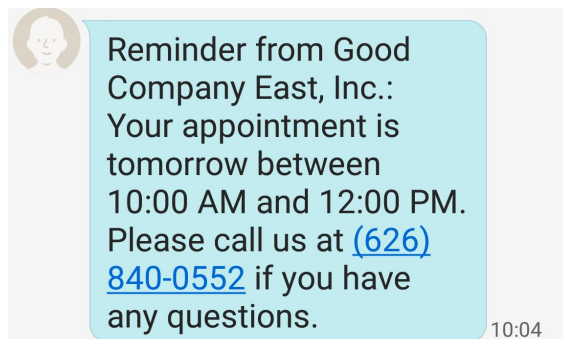 Reminder from Good
Company East, Inc.:
Your appointment is
tomorrow between
10:00 AM and 12:00 PM.
Please call us at (626)
840-0552 if you have
any questions.
10:04